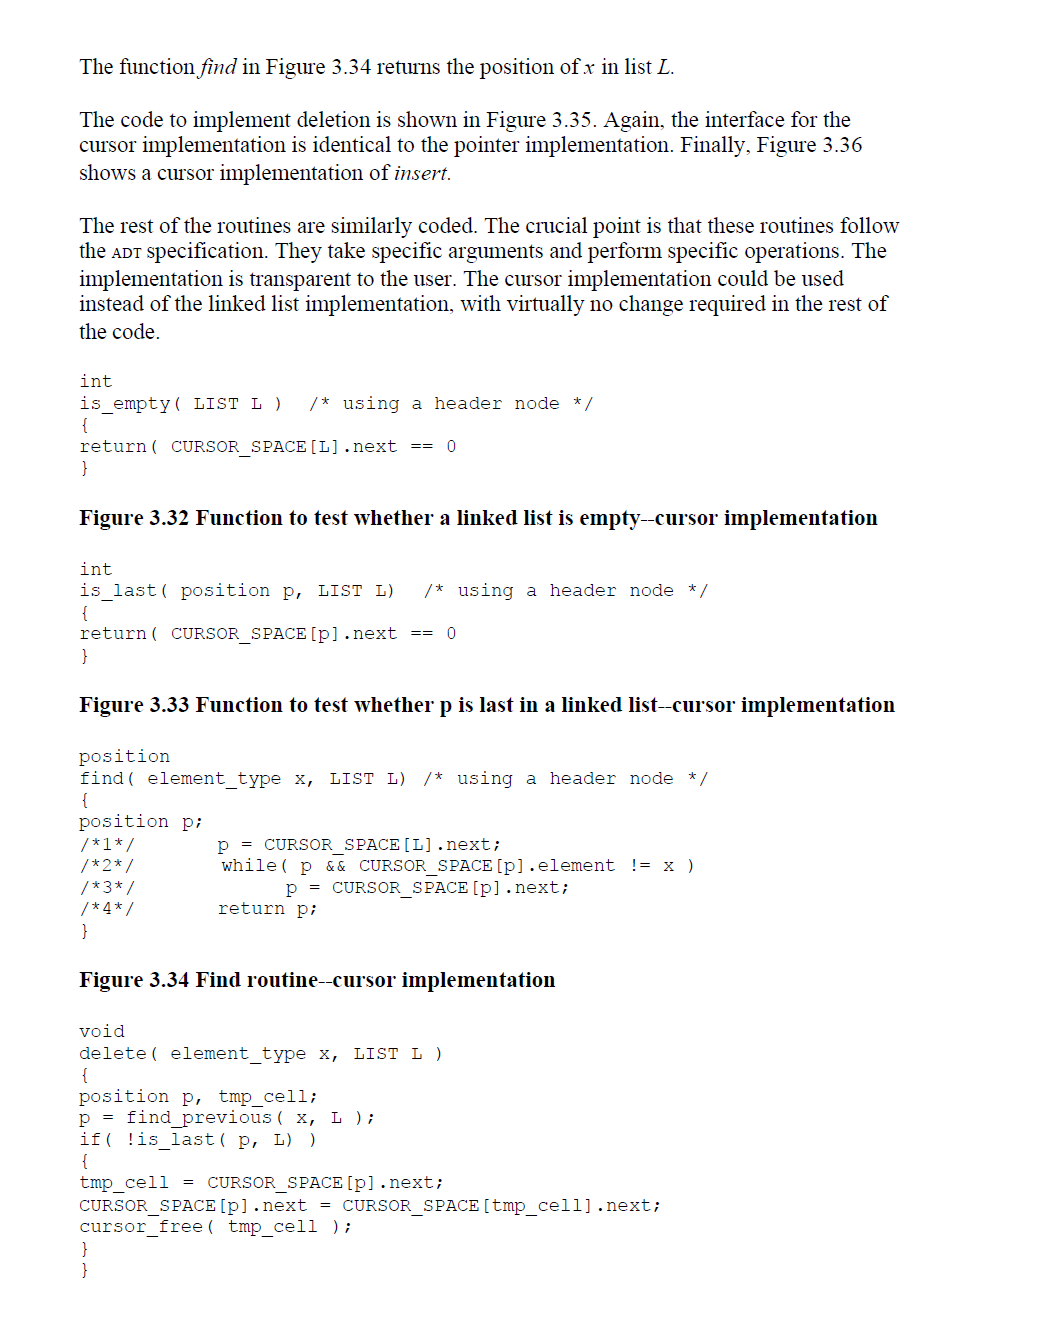 The function find in Figure 3.34 returns the position of x in list L.
The code to implement deletion is shown in Figure 3.35. Again, the interface for the
cursor implementation is identical to the pointer implementation. Finally, Figure 3.36
shows a cursor implementation of insert.
The rest of the routines are similarly coded. The crucial point is that these routines follow
the ADT specification. They take specific arguments and perform specific operations. The
implementation is transparent to the user. The cursor implementation could be used
instead of the linked list implementation, with virtually no change required in the rest of
the code.
int
is_empty( LIST L )  /* using a header node */
{
return( CURSOR_SPACE[L].next == 0
}
Figure 3.32 Function to test whether a linked list is empty--cursor implementation
int
is_last( position p, LIST L)  /* using a header node */
{
return( CURSOR_SPACE[p].next == 0
}
Figure 3.33 Function to test whether p is last in a linked list--cursor implementation
position
find( element_type x, LIST L) /* using a header node */
{
position p;
/*1*/       p = CURSOR_SPACE[L].next;
/*2*/       while( p && CURSOR_SPACE[p].element != x )
/*3*/             p = CURSOR_SPACE[p].next;
/*4*/       return p;
}
Figure 3.34 Find routine--cursor implementation
void
delete( element_type x, LIST L )
{
position p, tmp_cell;
p = find_previous( x, L );
if( !is_last( p, L) )
{
tmp_cell = CURSOR_SPACE[p].next;
CURSOR_SPACE[p].next = CURSOR_SPACE[tmp_cell].next;
cursor_free( tmp_cell );
}
}